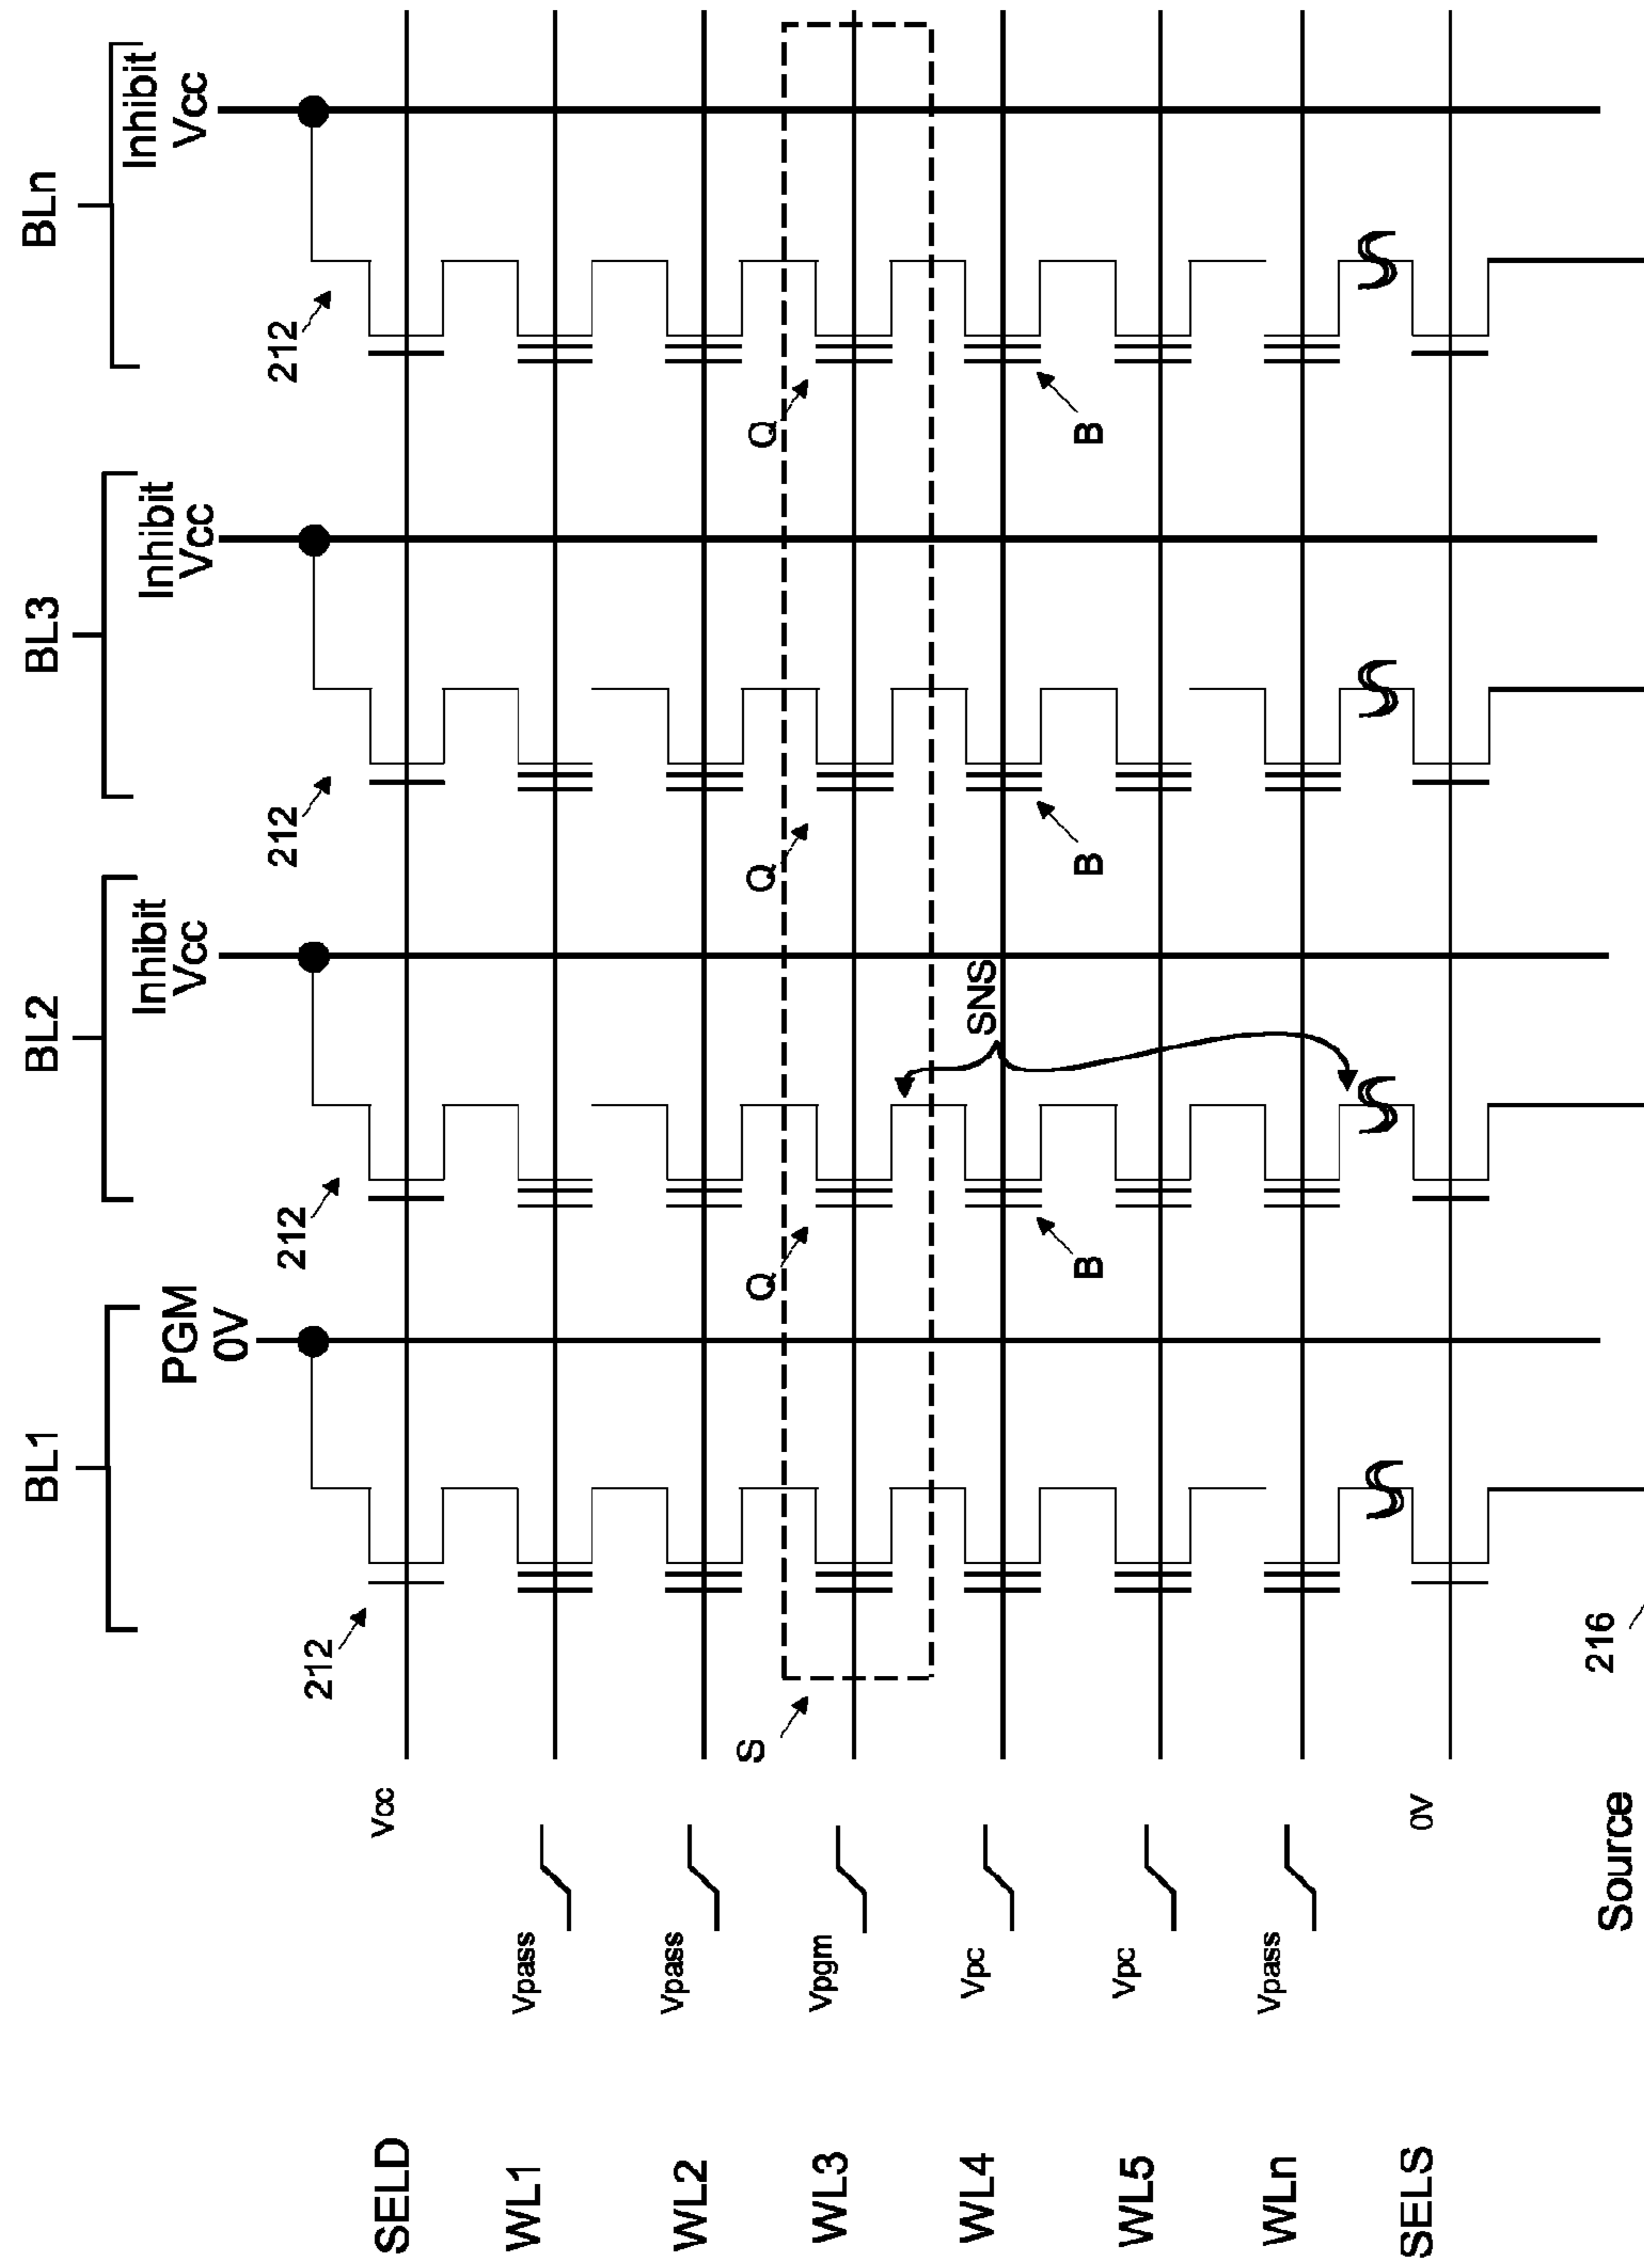 BL1 BL2 BL3 BLn
PGM Inhibit Inhibit Inhibit
0V Vcc Vcc Vcc
212 212 212 212
SELD Vcc
WL1 Vpass
WL2 Vpass
S Q Q Q
WL3 Vpgm
SNS
WL4 Vpc
B B B
WL5 Vpc
WLn Vpass
SELS 0V
216
Source